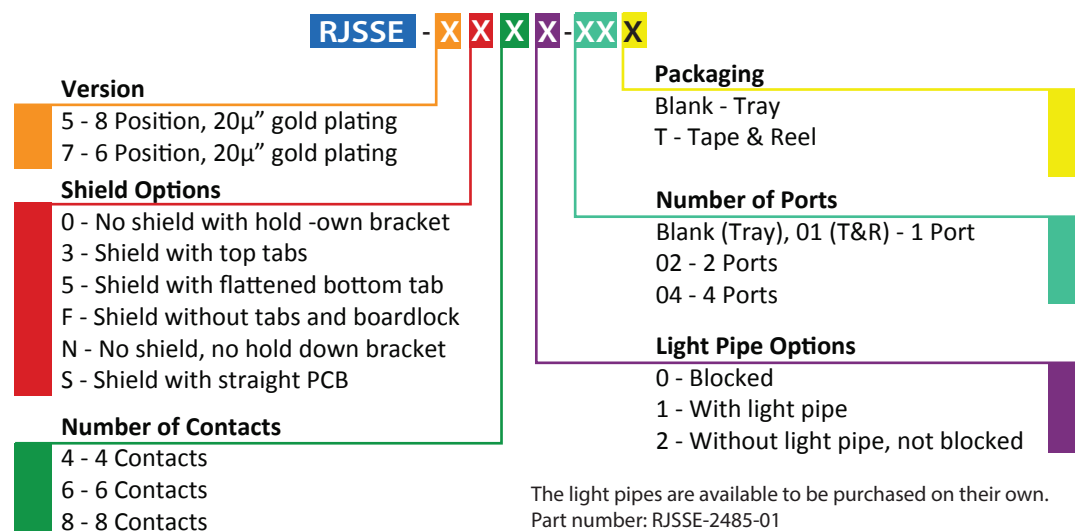 RJSSE - X X X X - XX X
Version
5 - 8 Position, 20µ” gold plating
7 - 6 Position, 20µ” gold plating
Shield Options
0 - No shield with hold -own bracket
3 - Shield with top tabs
5 - Shield with flattened bottom tab
F - Shield without tabs and boardlock
N - No shield, no hold down bracket
S - Shield with straight PCB
Number of Contacts
4 - 4 Contacts
6 - 6 Contacts
8 - 8 Contacts
Packaging
Blank - Tray
T - Tape & Reel
Number of Ports
Blank (Tray), 01 (T&R) - 1 Port
02 - 2 Ports
04 - 4 Ports
Light Pipe Options
0 - Blocked
1 - With light pipe
2 - Without light pipe, not blocked
The light pipes are available to be purchased on their own.
Part number: RJSSE-2485-01